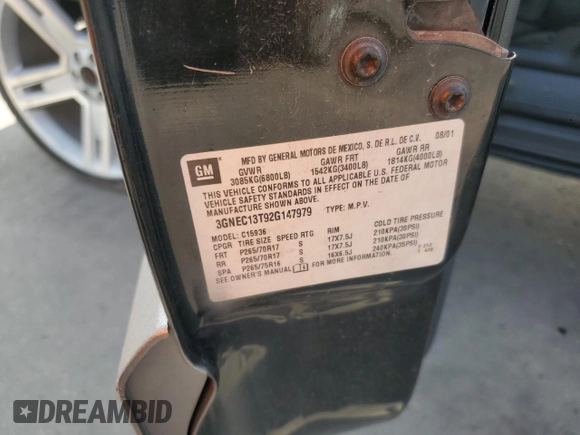 GM
MFD BY GENERAL MOTORS DE MEXICO, S. DE R.L. DE C.V. 08/01
GVWR GAWR FRT GAWR RR
3085KG(6800LB) 1542KG(3400LB) 1814KG(4000LB)
THIS VEHICLE CONFORMS TO ALL APPLICABLE U.S. FEDERAL MOTOR
VEHICLE SAFETY STANDARDS IN EFFECT ON THE DATE OF
MANUFACTURE SHOWN ABOVE.
3GNEC13T92G147979 TYPE: M.P.V.
MODEL: C15936
CPGR TIRE SIZE SPEED RTG RIM COLD TIRE PRESSURE
FRT P265/70R17 S 17X7.5J 210KPA(30PSI)
RR P265/70R17 S 17X7.5J 210KPA(30PSI)
SPA P265/75R16 S 16X6.5J 240KPA(35PSI)
SEE OWNER'S MANUAL FOR MORE INFORMATION.
DREAMBID